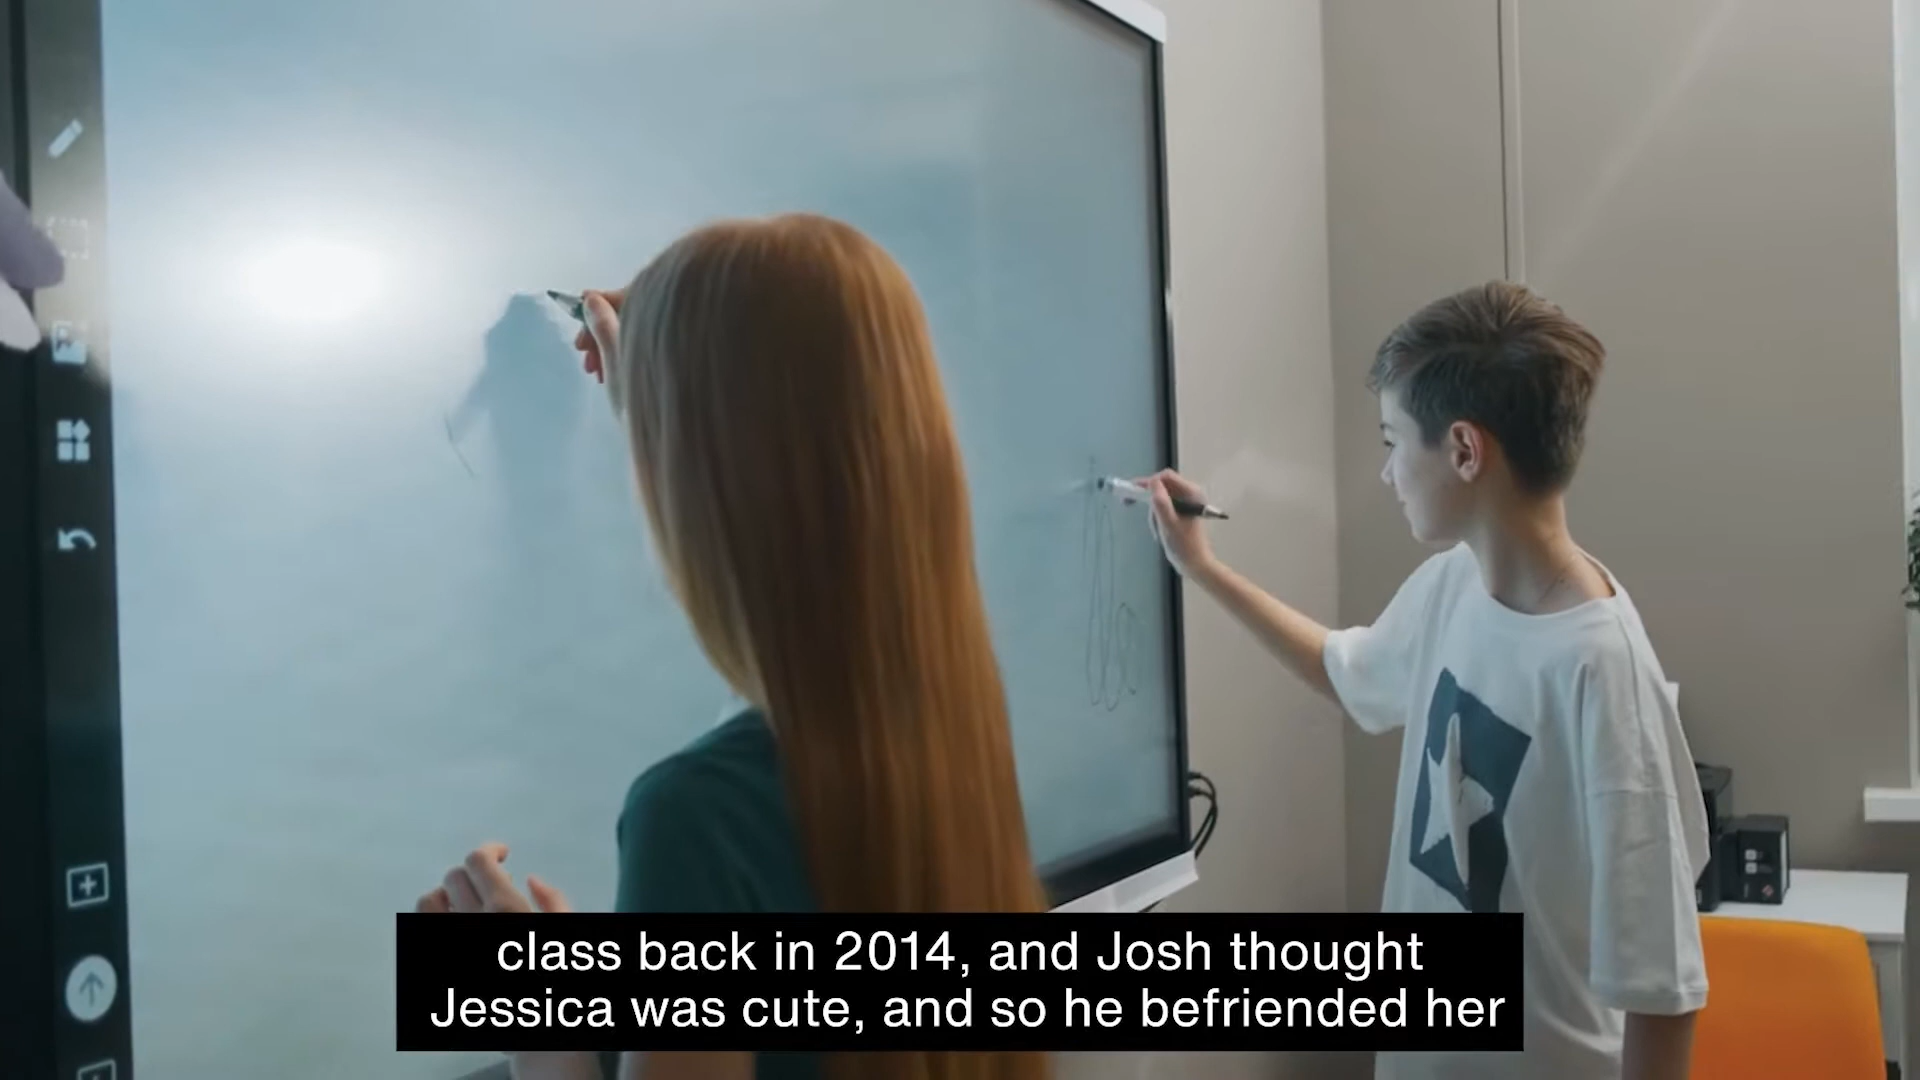 class back in 2014, and Josh thought
Jessica was cute, and so he befriended her